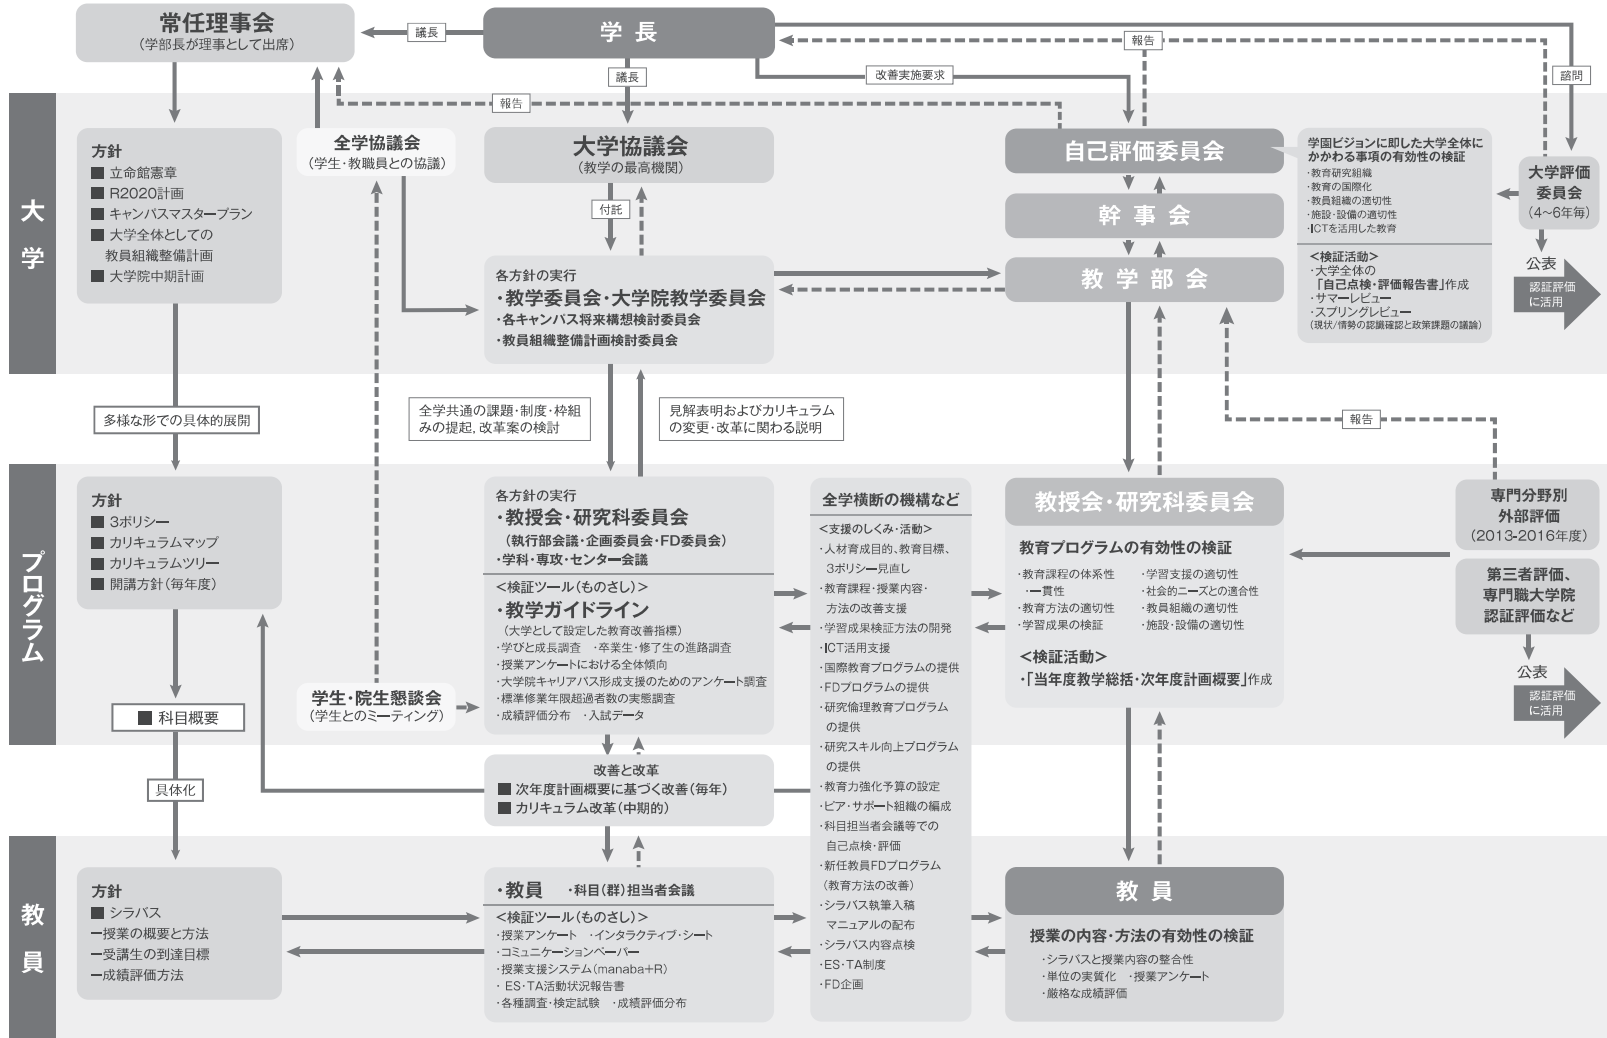 常任理事会
(学部長が理事として出席)
議長
学長
議長
改善実施要求
報告
諮問
報告
大学
方針
■ 立命館憲章
■ R2020計画
■ キャンパスマスタープラン
■ 大学全体としての
教員組織整備計画
■ 大学院中期計画
全学協議会
(学生・教職員との協議)
大学協議会
(教学の最高機関)
付託
各方針の実行
・教学委員会・大学院教学委員会
・各キャンパス将来構想検討委員会
・教員組織整備計画検討委員会
自己評価委員会
幹事会
教学部会
学園ビジョンに即した大学全体に
かかわる事項の有効性の検証
・教育研究組織
・教育の国際化
・教員組織の適切性
・施設・設備の適切性
・ICTを活用した教育
<検証活動>
・大学全体の
「自己点検・評価報告書」作成
・サマーレビュー
・スプリングレビュー
(現状/情勢の認識確認と政策課題の議論)
大学評価
委員会
(4〜6年毎)
公表
認証評価
に活用
多様な形での具体的展開
全学共通の課題・制度・枠組
みの提起,改革案の検討
見解表明およびカリキュラム
の変更・改革に関わる説明
報告
プログラム
方針
■ 3ポリシー
■ カリキュラムマップ
■ カリキュラムツリー
■ 開講方針(毎年度)
■ 科目概要
具体化
学生・院生懇談会
(学生とのミーティング)
各方針の実行
・教授会・研究科委員会
(執行部会議・企画委員会・FD委員会)
・学科・専攻・センター会議
<検証ツール(ものさし)>
・教学ガイドライン
(大学として設定した教育改善指標)
・学びと成長調査 ・卒業生・修了生の進路調査
・授業アンケートにおける全体傾向
・大学院キャリアパス形成支援のためのアンケート調査
・標準修業年限超過者数の実態調査
・成績評価分布 ・入試データ
改善と改革
■ 次年度計画概要に基づく改善(毎年)
■ カリキュラム改革(中期的)
全学横断の機構など
<支援のしくみ・活動>
・人材育成目的、教育目標、
3ポリシー見直し
・教育課程・授業内容・
方法の改善支援
・学習成果検証方法の開発
・ICT活用支援
・国際教育プログラムの提供
・FDプログラムの提供
・研究倫理教育プログラム
の提供
・研究スキル向上プログラム
の提供
・教育力強化予算の設定
・ピア・サポート組織の編成
・科目担当者会議等での
自己点検・評価
・新任教員FDプログラム
(教育方法の改善)
・シラバス執筆入稿
マニュアルの配布
・シラバス内容点検
・ES・TA制度
・FD企画
教授会・研究科委員会
教育プログラムの有効性の検証
・教育課程の体系性 ・学習支援の適切性
・一貫性 ・社会的ニーズとの適合性
・教育方法の適切性 ・教員組織の適切性
・学習成果の検証 ・施設・設備の適切性
<検証活動>
・「当年度教学総括・次年度計画概要」作成
専門分野別
外部評価
(2013-2016年度)
第三者評価、
専門職大学院
認証評価など
公表
認証評価
に活用
教員
方針
■ シラバス
ー授業の概要と方法
ー受講生の到達目標
ー成績評価方法
・教員 ・科目(群)担当者会議
<検証ツール(ものさし)>
・授業アンケート ・インタラクティブ・シート
・コミュニケーションペーパー
・授業支援システム(manaba+R)
・ ES・TA活動状況報告書
・各種調査・検定試験 ・成績評価分布
教員
授業の内容・方法の有効性の検証
・シラバスと授業内容の整合性
・単位の実質化 ・授業アンケート
・厳格な成績評価